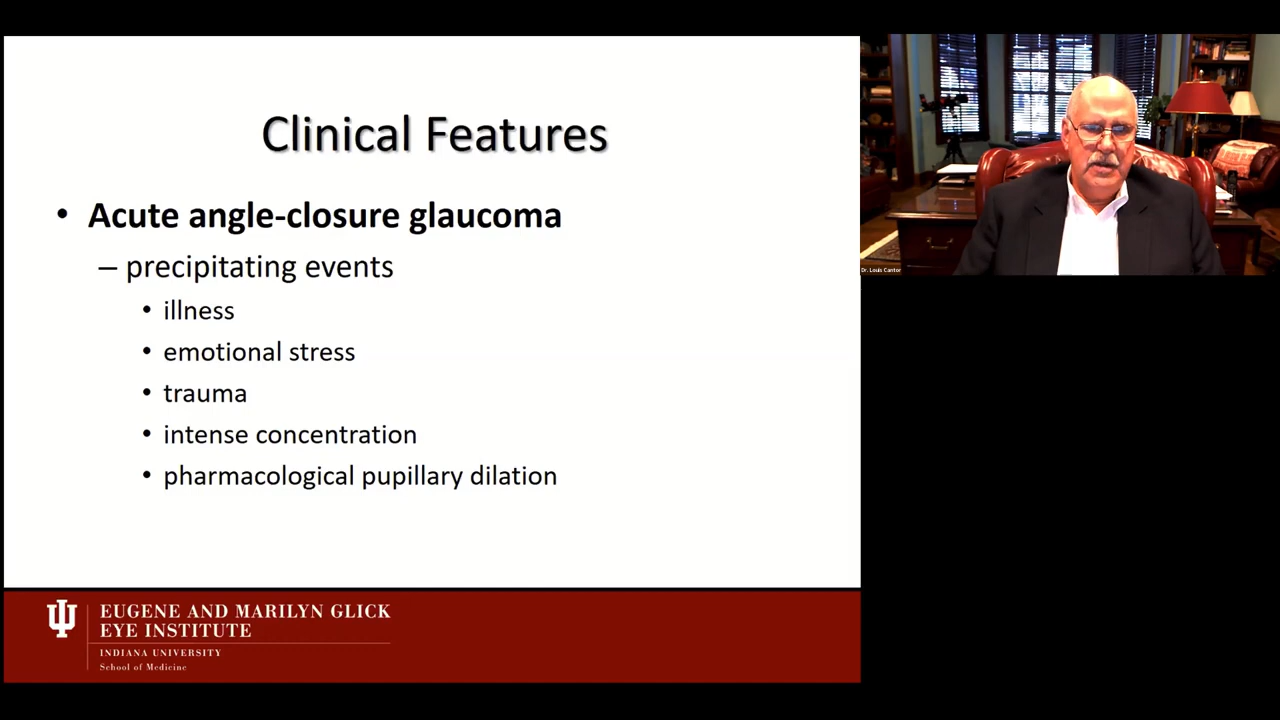 Clinical Features
• Acute angle-closure glaucoma
– precipitating events
• illness
• emotional stress
• trauma
• intense concentration
• pharmacological pupillary dilation
EUGENE AND MARILYN GLICK
EYE INSTITUTE
INDIANA UNIVERSITY
School of Medicine
Dr. Louis Cantor